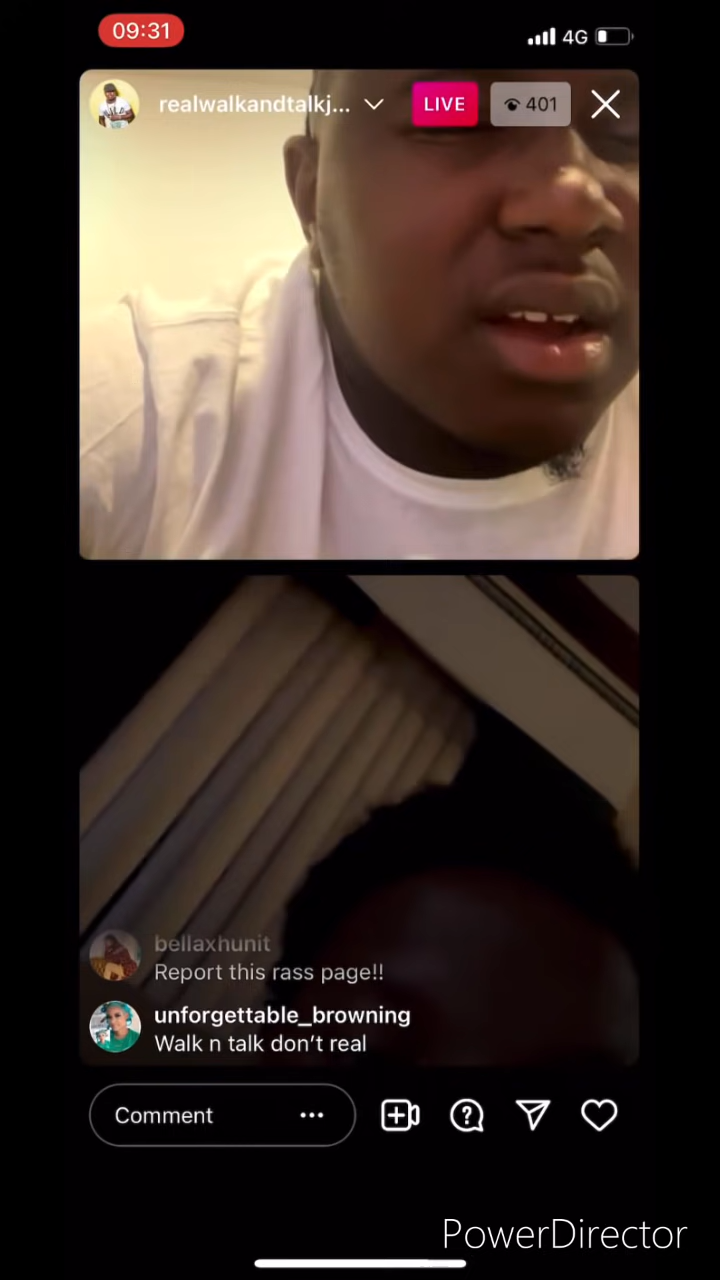 09:31
4G
realwalkandtalkj...
LIVE
401
bellaxhunit
Report this rass page!!
unforgettable_browning
Walk n talk don't real
Comment
PowerDirector